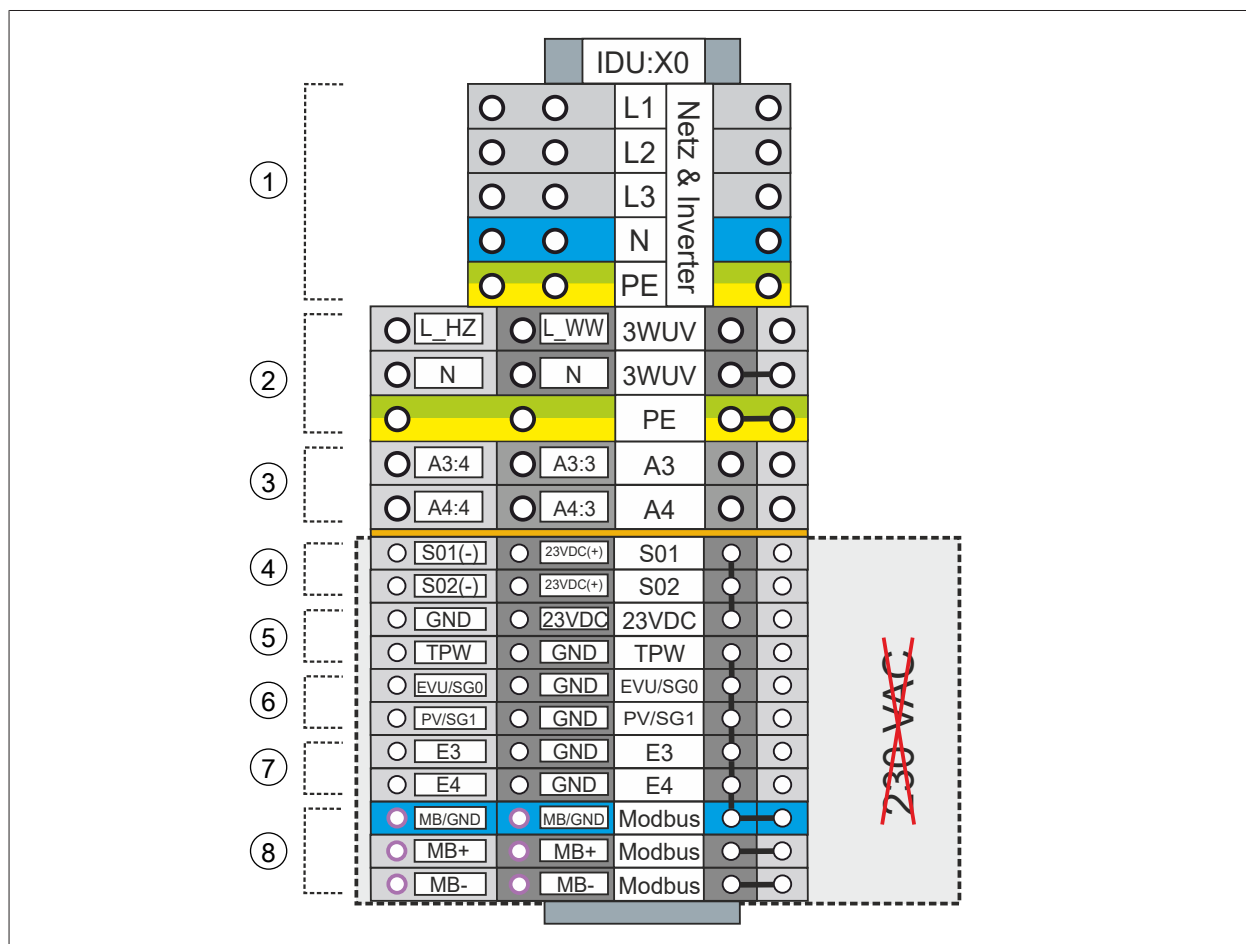 IDU:X0
L1
L2
L3
N
PE
Netz & Inverter
1
L_HZ L_WW 3WUV
N N 3WUV
PE
2
A3:4 A3:3 A3
A4:4 A4:3 A4
3
S01(-) 23VDC(+) S01
S02(-) 23VDC(+) S02
4
GND 23VDC 23VDC
TPW GND TPW
5
EVU/SG0 GND EVU/SG0
PV/SG1 GND PV/SG1
6
E3 GND E3
E4 GND E4
7
MB/GND MB/GND Modbus
MB+ MB+ Modbus
MB- MB- Modbus
8
230 VAC